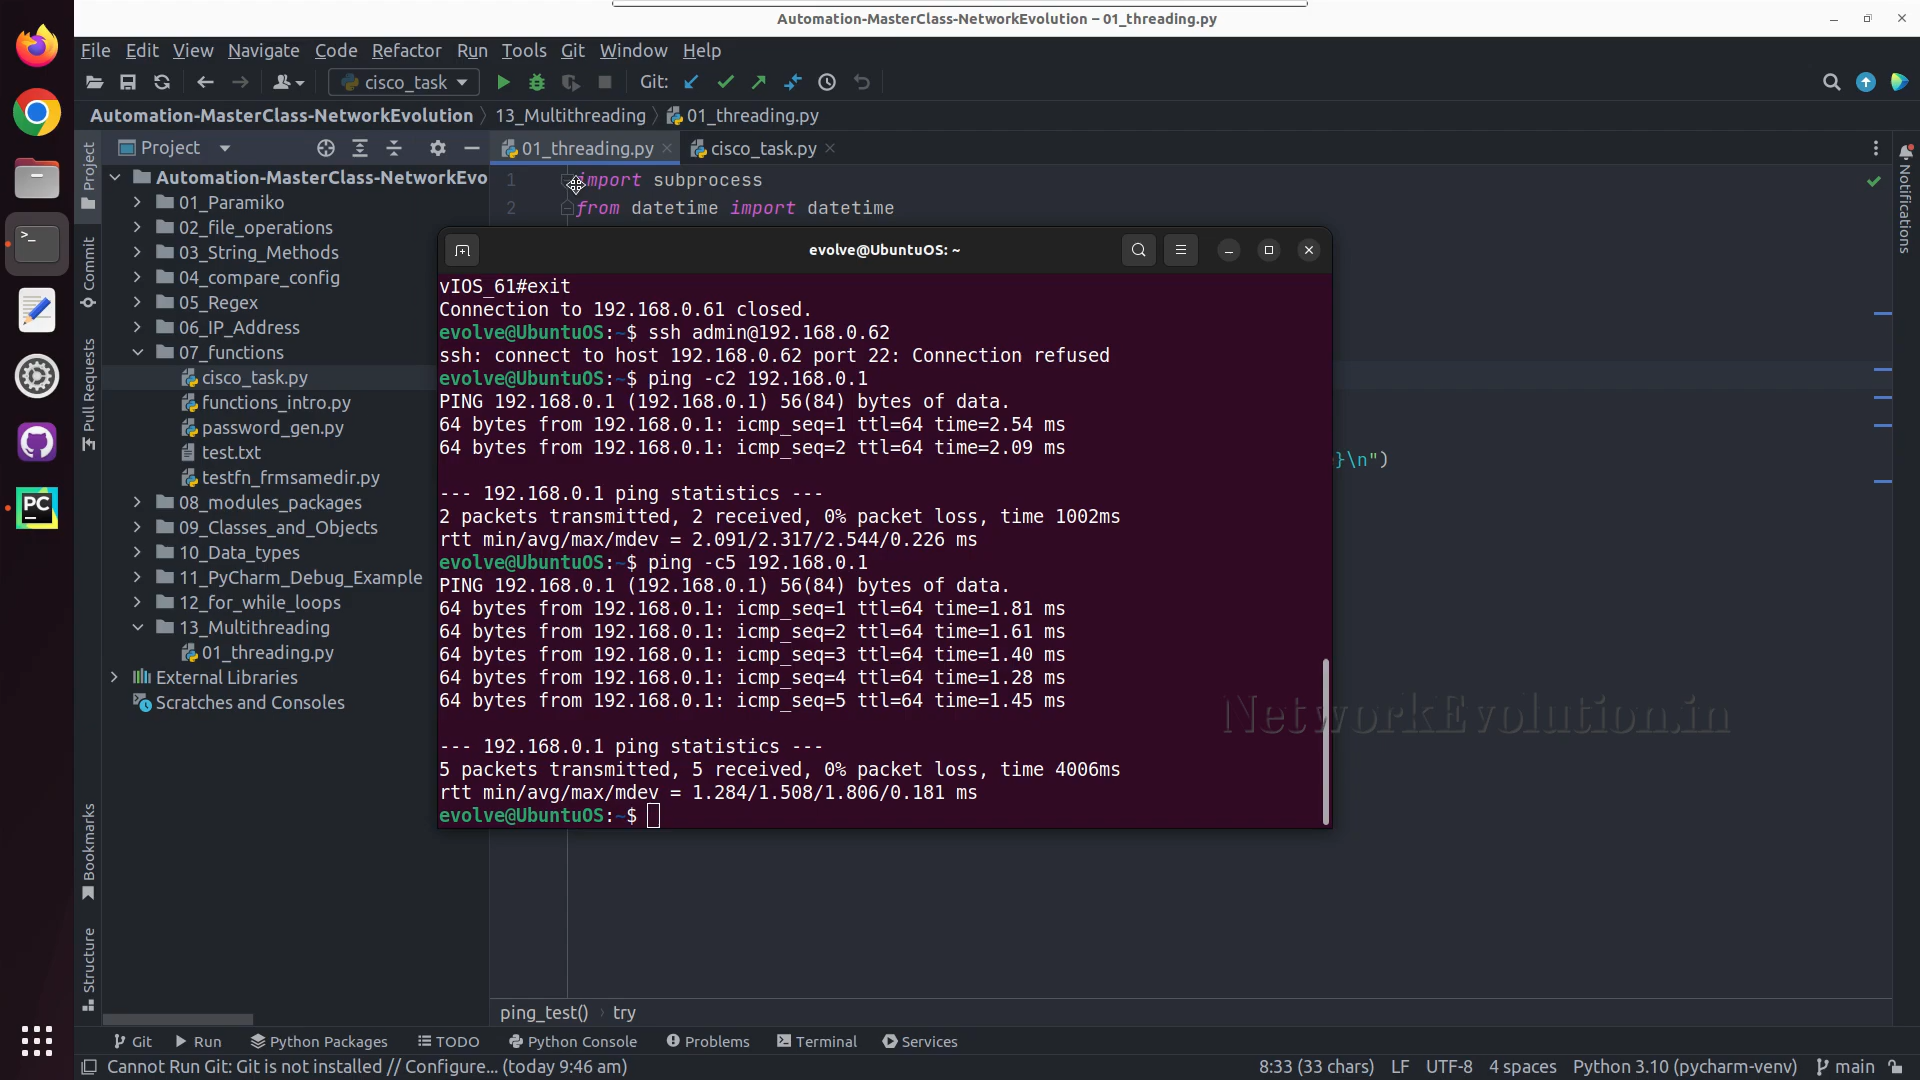 Automation-MasterClass-NetworkEvolution – 01_threading.py
File Edit View Navigate Code Refactor Run Tools Git Window Help
cisco_task Git:
Automation-MasterClass-NetworkEvolution 13_Multithreading 01_threading.py
Project
01_threading.py cisco_task.py
Automation-MasterClass-NetworkEvo
01_Paramiko
02_file_operations
03_String_Methods
04_compare_config
05_Regex
06_IP_Address
07_functions
cisco_task.py
functions_intro.py
password_gen.py
test.txt
testfn_frmsamedir.py
08_modules_packages
09_Classes_and_Objects
10_Data_types
11_PyCharm_Debug_Example
12_for_while_loops
13_Multithreading
01_threading.py
External Libraries
Scratches and Consoles
Project
Commit
Pull Requests
Bookmarks
Structure
1 import subprocess
2 from datetime import datetime
}\n")
evolve@UbuntuOS: ~
vIOS_61#exit
Connection to 192.168.0.61 closed.
evolve@UbuntuOS:~$ ssh admin@192.168.0.62
ssh: connect to host 192.168.0.62 port 22: Connection refused
evolve@UbuntuOS:~$ ping -c2 192.168.0.1
PING 192.168.0.1 (192.168.0.1) 56(84) bytes of data.
64 bytes from 192.168.0.1: icmp_seq=1 ttl=64 time=2.54 ms
64 bytes from 192.168.0.1: icmp_seq=2 ttl=64 time=2.09 ms
--- 192.168.0.1 ping statistics ---
2 packets transmitted, 2 received, 0% packet loss, time 1002ms
rtt min/avg/max/mdev = 2.091/2.317/2.544/0.226 ms
evolve@UbuntuOS:~$ ping -c5 192.168.0.1
PING 192.168.0.1 (192.168.0.1) 56(84) bytes of data.
64 bytes from 192.168.0.1: icmp_seq=1 ttl=64 time=1.81 ms
64 bytes from 192.168.0.1: icmp_seq=2 ttl=64 time=1.61 ms
64 bytes from 192.168.0.1: icmp_seq=3 ttl=64 time=1.40 ms
64 bytes from 192.168.0.1: icmp_seq=4 ttl=64 time=1.28 ms
64 bytes from 192.168.0.1: icmp_seq=5 ttl=64 time=1.45 ms
--- 192.168.0.1 ping statistics ---
5 packets transmitted, 5 received, 0% packet loss, time 4006ms
rtt min/avg/max/mdev = 1.284/1.508/1.806/0.181 ms
evolve@UbuntuOS:~$
NetworkEvolution.in
Notifications
ping_test() try
Git Run Python Packages TODO Python Console Problems Terminal Services
Cannot Run Git: Git is not installed // Configure... (today 9:46 am) 8:33 (33 chars) LF UTF-8 4 spaces Python 3.10 (pycharm-venv) main